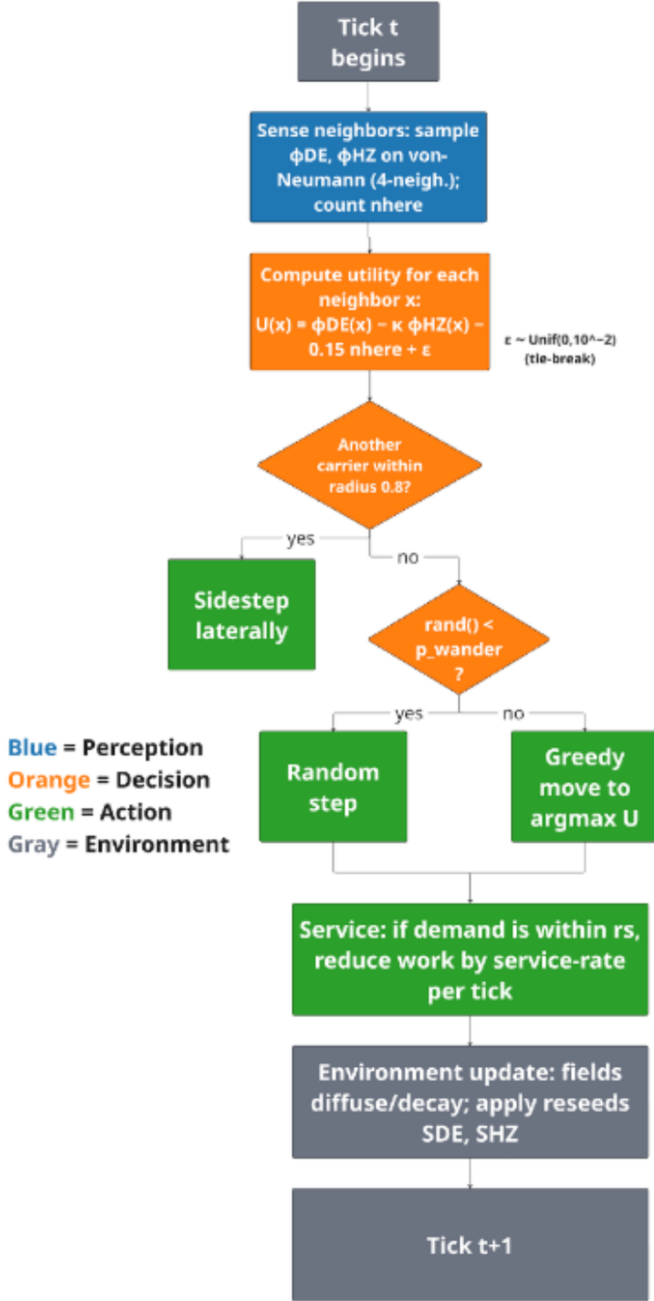 Tick t
begins
Sense neighbors: sample
ϕDE, ϕHZ on von-
Neumann (4-neigh.);
count nhere
Compute utility for each
neighbor x:
U(x) = ϕDE(x) − κ ϕHZ(x) −
0.15 nhere + ε
ε ~ Unif(0,10^−2)
(tie-break)
Another
carrier within
radius 0.8?
yes
no
Sidestep
laterally
rand() <
p_wander
?
yes
no
Blue = Perception
Orange = Decision
Green = Action
Gray = Environment
Random
step
Greedy
move to
argmax U
Service: if demand is within rs,
reduce work by service-rate
per tick
Environment update: fields
diffuse/decay; apply reseeds
SDE, SHZ
Tick t+1